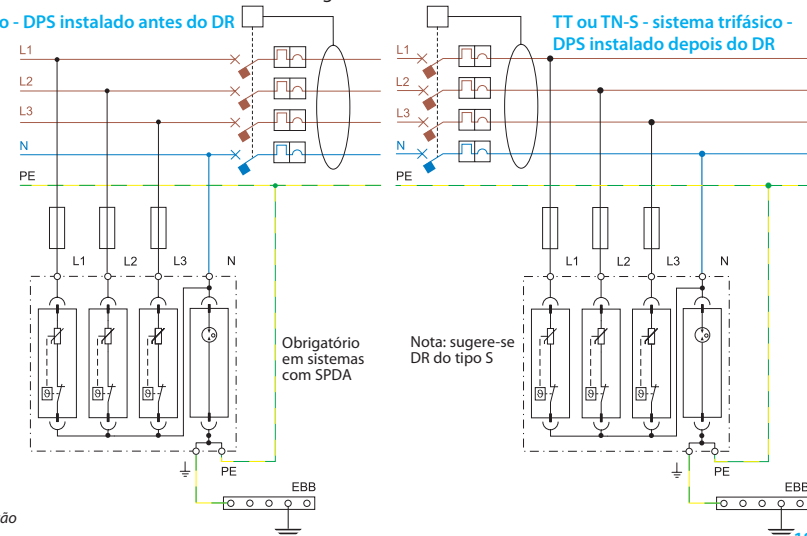 o - DPS instalado antes do DR
L1
L2
L3
N
PE
L1
L2
L3
N
Obrigatório
em sistemas
com SPDA
PE
EBB
ão
TT ou TN-S - sistema trifásico -
DPS instalado depois do DR
L1
L2
L3
N
PE
L1
L2
L3
N
Nota: sugere-se
DR do tipo S
PE
EBB